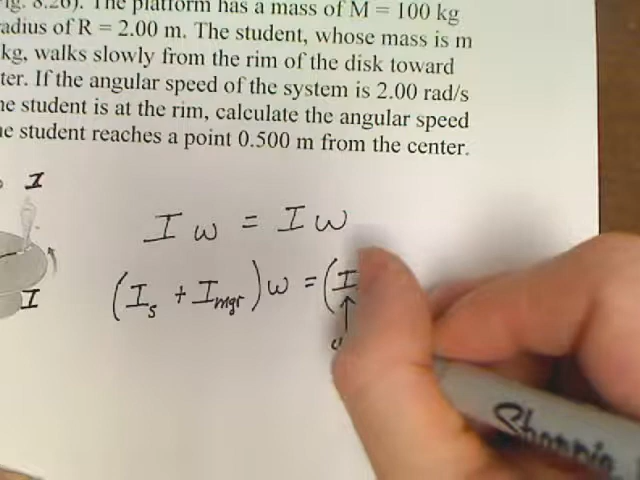 8.26). The platform has a mass of M = 100 kg
adius of R = 2.00 m. The student, whose mass is m
kg, walks slowly from the rim of the disk toward
ter. If the angular speed of the system is 2.00 rad/s
he student is at the rim, calculate the angular speed
e student reaches a point 0.500 m from the center.
I
I ω = I ω
(Is + Imgr)ω = (I
I
Sharpie